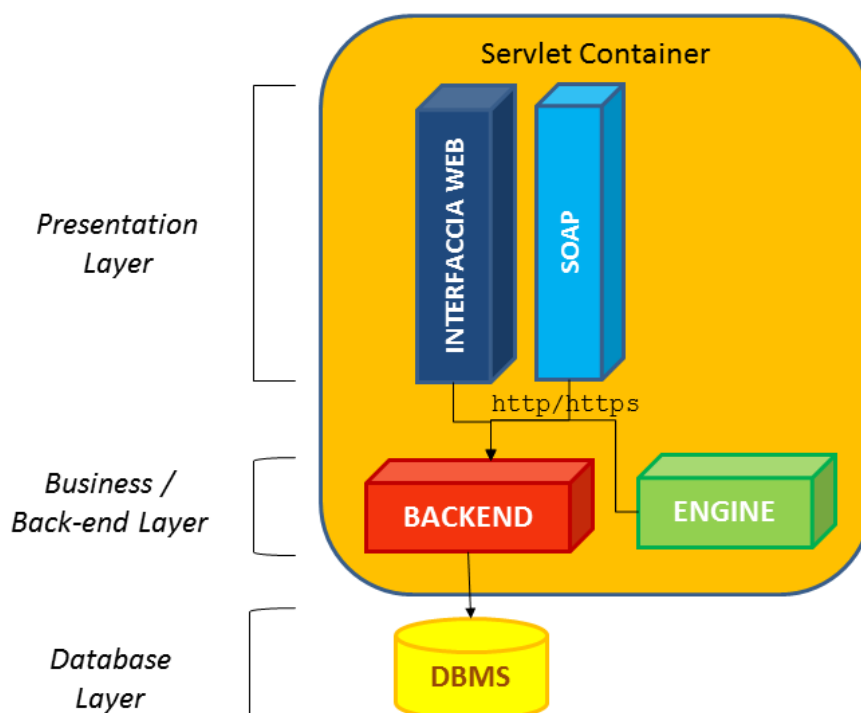 Servlet Container
INTERFACCIA WEB
SOAP
Presentation
Layer
http/https
Business /
Back-end Layer
BACKEND
ENGINE
Database
Layer
DBMS